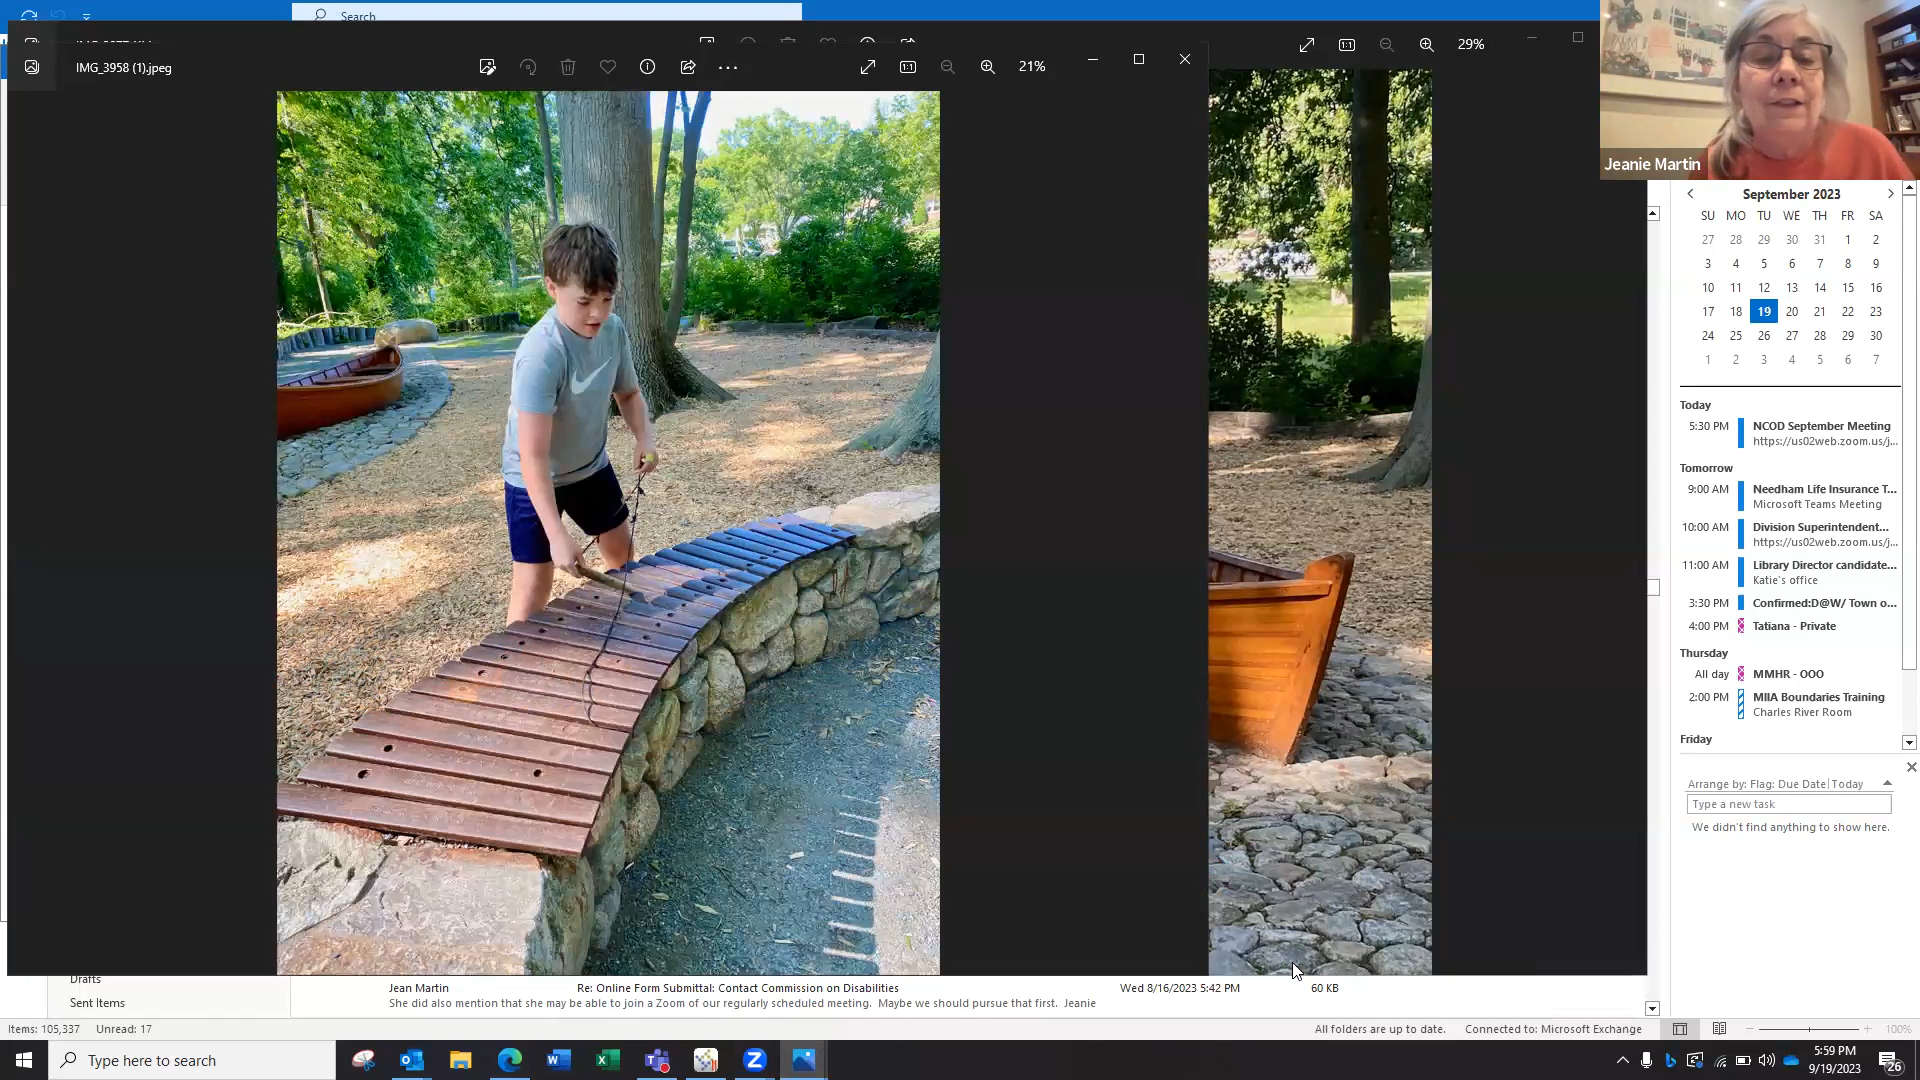 Search
IMG_3958 (1).jpeg
21%
29%
Jeanie Martin
September 2023
SU MO TU WE TH FR SA
27 28 29 30 31 1 2
3 4 5 6 7 8 9
10 11 12 13 14 15 16
17 18 19 20 21 22 23
24 25 26 27 28 29 30
1 2 3 4 5 6 7
Today
5:30 PM NCOD September Meeting
https://us02web.zoom.us/j...
Tomorrow
9:00 AM Needham Life Insurance T...
Microsoft Teams Meeting
10:00 AM Division Superintendent...
https://us02web.zoom.us/j...
11:00 AM Library Director candidate...
Katie's office
3:30 PM Confirmed:D@W/ Town o...
4:00 PM Tatiana - Private
Thursday
All day MMHR - OOO
2:00 PM MIIA Boundaries Training
Charles River Room
Friday
Arrange by: Flag: Due Date Today
Type a new task
We didn't find anything to show here.
Drafts
Sent Items
Jean Martin Re: Online Form Submittal: Contact Commission on Disabilities Wed 8/16/2023 5:42 PM 60 KB
She did also mention that she may be able to join a Zoom of our regularly scheduled meeting. Maybe we should pursue that first. Jeanie
Items: 105,337 Unread: 17 All folders are up to date. Connected to: Microsoft Exchange 100%
Type here to search
5:59 PM
9/19/2023
26